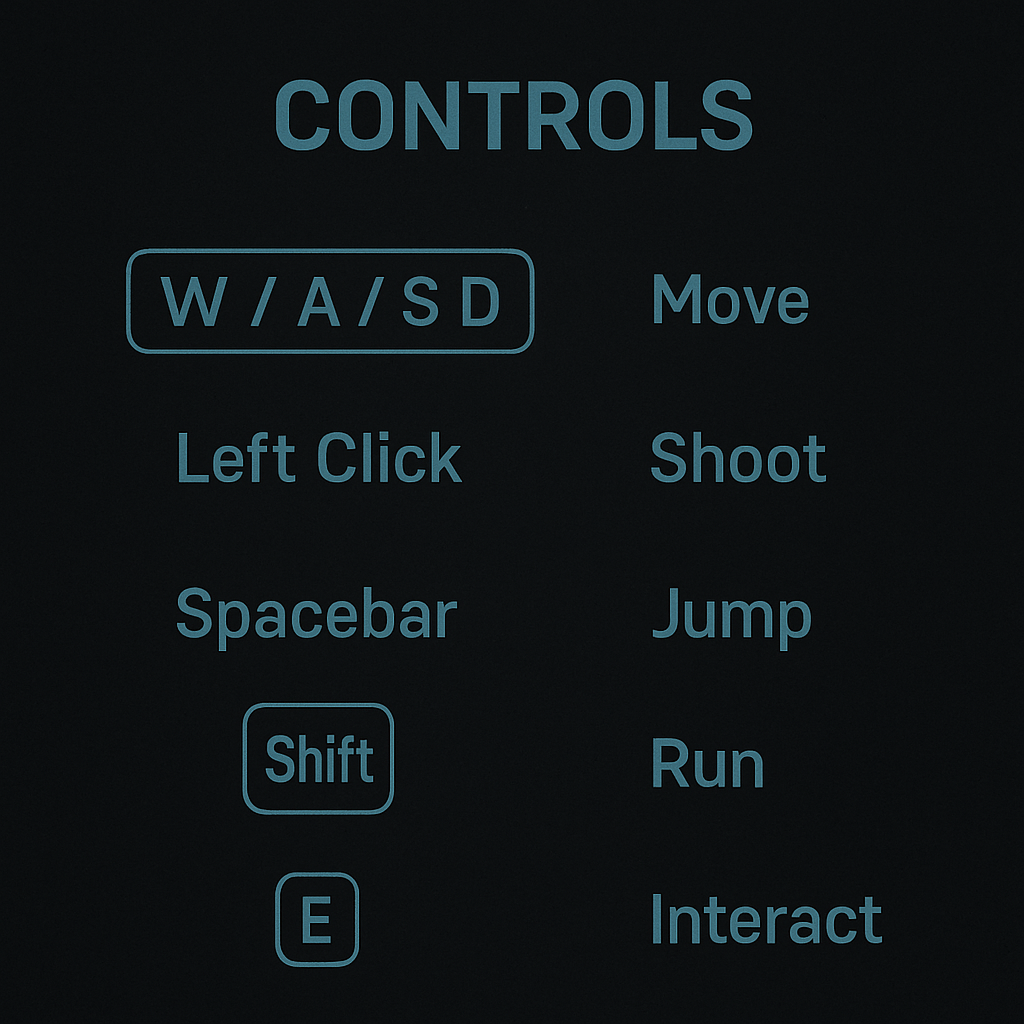 CONTROLS
W / A / S D Move
Left Click Shoot
Spacebar Jump
Shift Run
E Interact